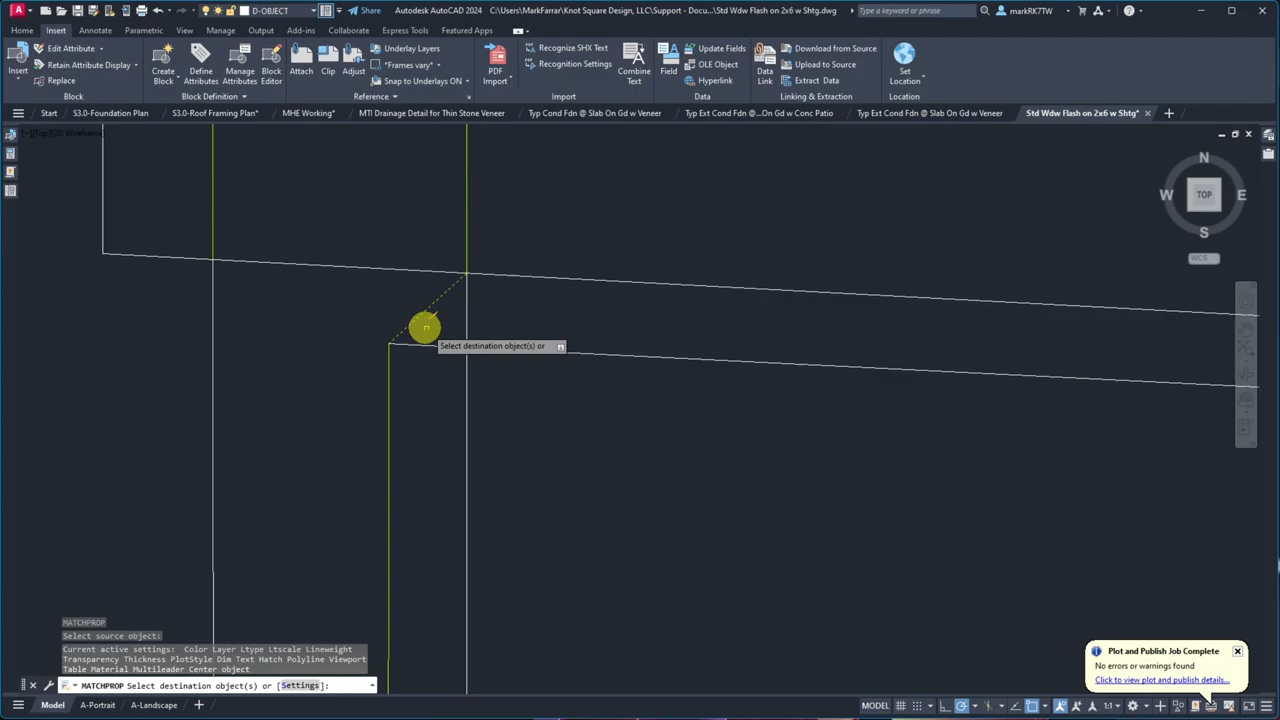 A
D-OBJECT
Share
Autodesk AutoCAD 2024
C:\Users\MarkFarrar\Knot Square Design, LLC\Support - Docu...\Std Wdw Flash on 2x6 w Shtg.dwg
Type a keyword or phrase
markRK7TW
Home
Insert
Annotate
Parametric
View
Manage
Output
Add-ins
Collaborate
Express Tools
Featured Apps
Insert
Edit Attribute
Retain Attribute Display
Replace
Block
Create
Block
Define
Attributes
Manage
Attributes
Block
Editor
Block Definition
Attach
Clip
Adjust
Underlay Layers
*Frames vary*
Snap to Underlays ON
Reference
PDF
Import
Recognize SHX Text
Recognition Settings
Combine
Text
Import
Field
Update Fields
OLE Object
Hyperlink
Data
Data
Link
Download from Source
Upload to Source
Extract Data
Linking & Extraction
Set
Location
Location
Start
S3.0-Foundation Plan
S3.0-Roof Framing Plan*
MHE Working*
MTI Drainage Detail for Thin Stone Veneer
Typ Cond Fdn @ Slab On Gd w Veneer
Typ Ext Cond Fdn @...On Gd w Conc Patio
Typ Ext Cond Fdn @ Slab On Gd w Veneer
Std Wdw Flash on 2x6 w Shtg*
[−][Top][2D Wireframe]
N
W
TOP
E
S
WCS
Select destination object(s) or
MATCHPROP
Select source object:
Current active settings: Color Layer Ltype Ltscale Lineweight
Transparency Thickness PlotStyle Dim Text Hatch Polyline Viewport
Table Material Multileader Center object
MATCHPROP Select destination object(s) or [Settings]:
Plot and Publish Job Complete
No errors or warnings found
Click to view plot and publish details...
Model
A-Portrait
A-Landscape
MODEL
1:1